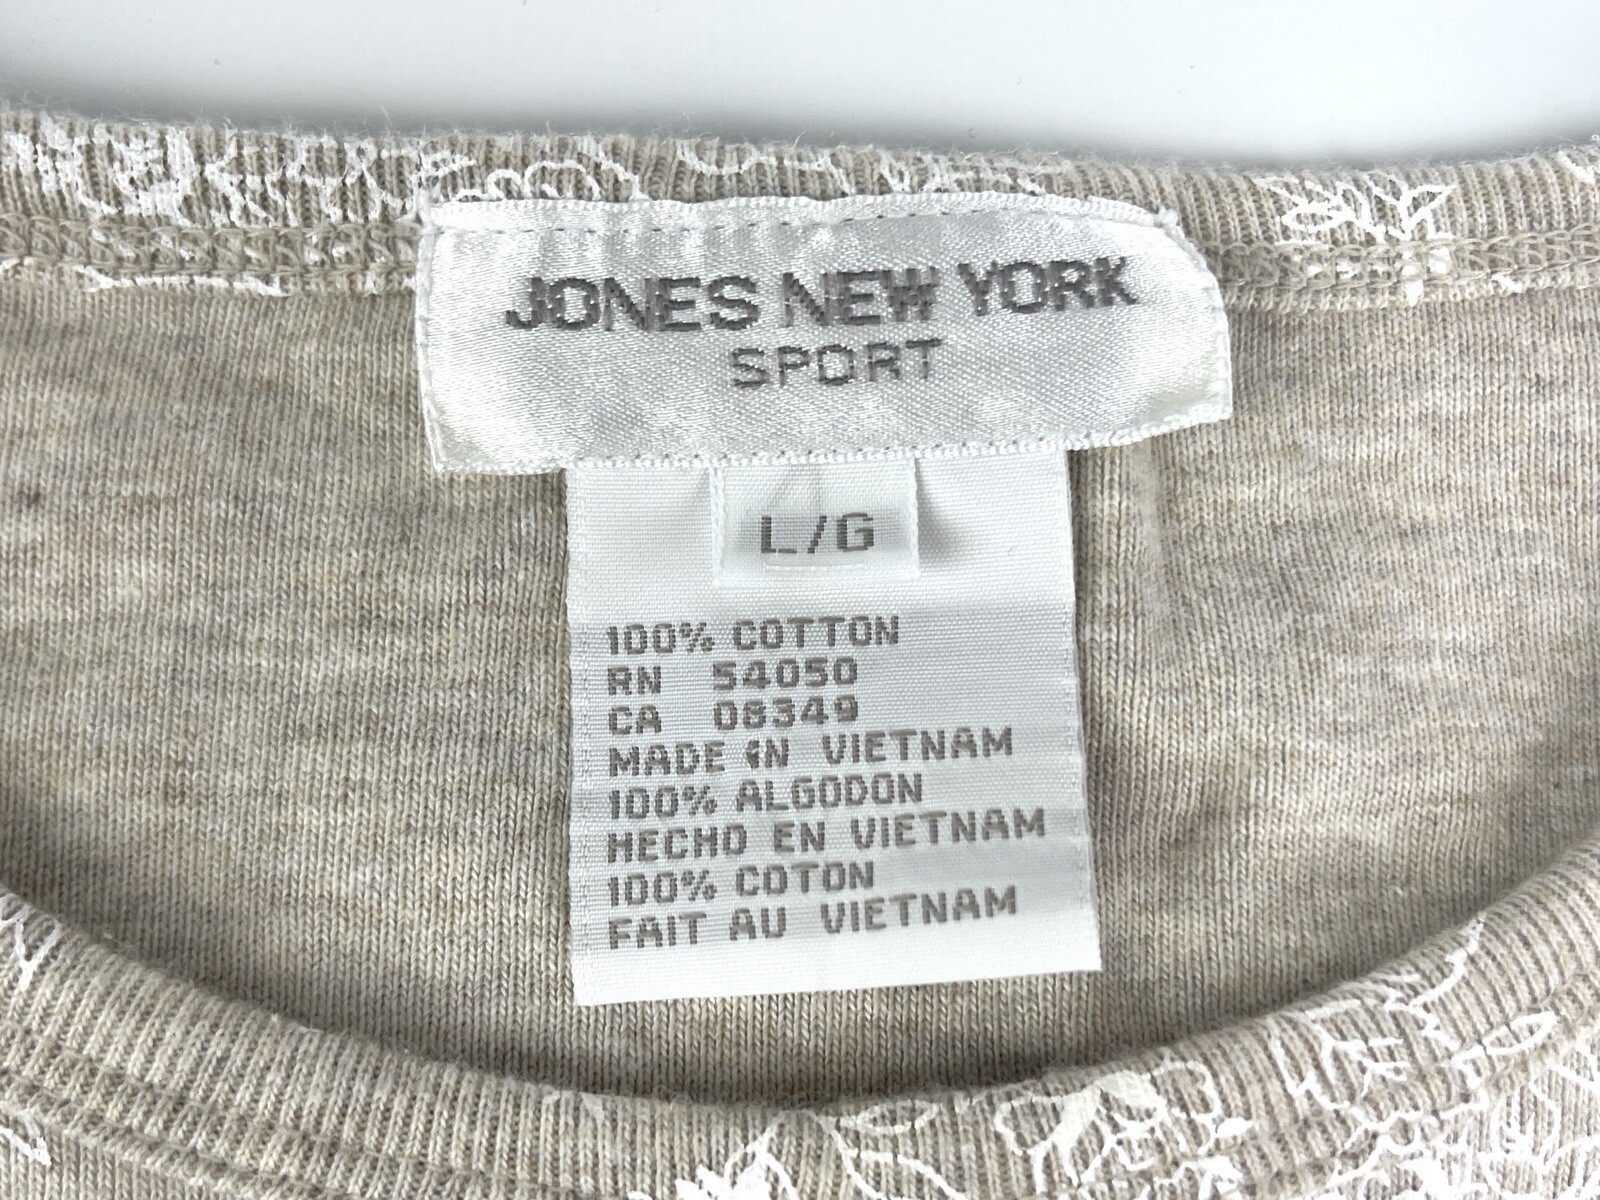 JONES NEW YORK
SPORT
L/G
100% COTTON
RN 54050
CA 08349
MADE IN VIETNAM
100% ALGODON
HECHO EN VIETNAM
100% COTON
FAIT AU VIETNAM